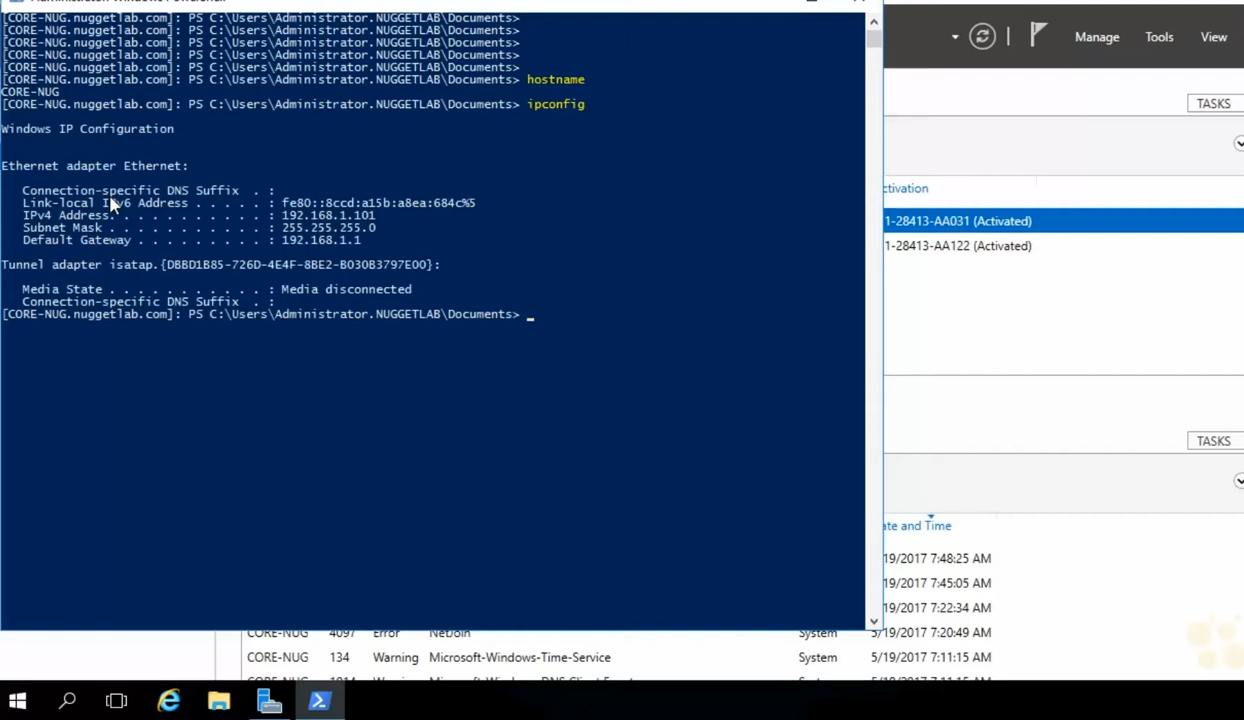 Administrator: Windows PowerShell
[CORE-NUG.nuggetlab.com]: PS C:\Users\Administrator.NUGGETLAB\Documents>
[CORE-NUG.nuggetlab.com]: PS C:\Users\Administrator.NUGGETLAB\Documents>
[CORE-NUG.nuggetlab.com]: PS C:\Users\Administrator.NUGGETLAB\Documents>
[CORE-NUG.nuggetlab.com]: PS C:\Users\Administrator.NUGGETLAB\Documents>
[CORE-NUG.nuggetlab.com]: PS C:\Users\Administrator.NUGGETLAB\Documents>
[CORE-NUG.nuggetlab.com]: PS C:\Users\Administrator.NUGGETLAB\Documents> hostname
CORE-NUG
[CORE-NUG.nuggetlab.com]: PS C:\Users\Administrator.NUGGETLAB\Documents> ipconfig
Windows IP Configuration
Ethernet adapter Ethernet:
Connection-specific DNS Suffix . :
Link-local IPv6 Address . . . . . : fe80::8ccd:a15b:a8ea:684c%5
IPv4 Address. . . . . . . . . . . : 192.168.1.101
Subnet Mask . . . . . . . . . . . : 255.255.255.0
Default Gateway . . . . . . . . . : 192.168.1.1
Tunnel adapter isatap.{DBBD1B85-726D-4E4F-8BE2-B030B3797E00}:
Media State . . . . . . . . . . . : Media disconnected
Connection-specific DNS Suffix . :
[CORE-NUG.nuggetlab.com]: PS C:\Users\Administrator.NUGGETLAB\Documents> _
Manage Tools View
TASKS
ctivation
1-28413-AA031 (Activated)
1-28413-AA122 (Activated)
TASKS
ate and Time
/19/2017 7:48:25 AM
/19/2017 7:45:05 AM
/19/2017 7:22:34 AM
CORE-NUG 4097 Error NetJoin System 5/19/2017 7:20:49 AM
CORE-NUG 134 Warning Microsoft-Windows-Time-Service System 5/19/2017 7:11:15 AM